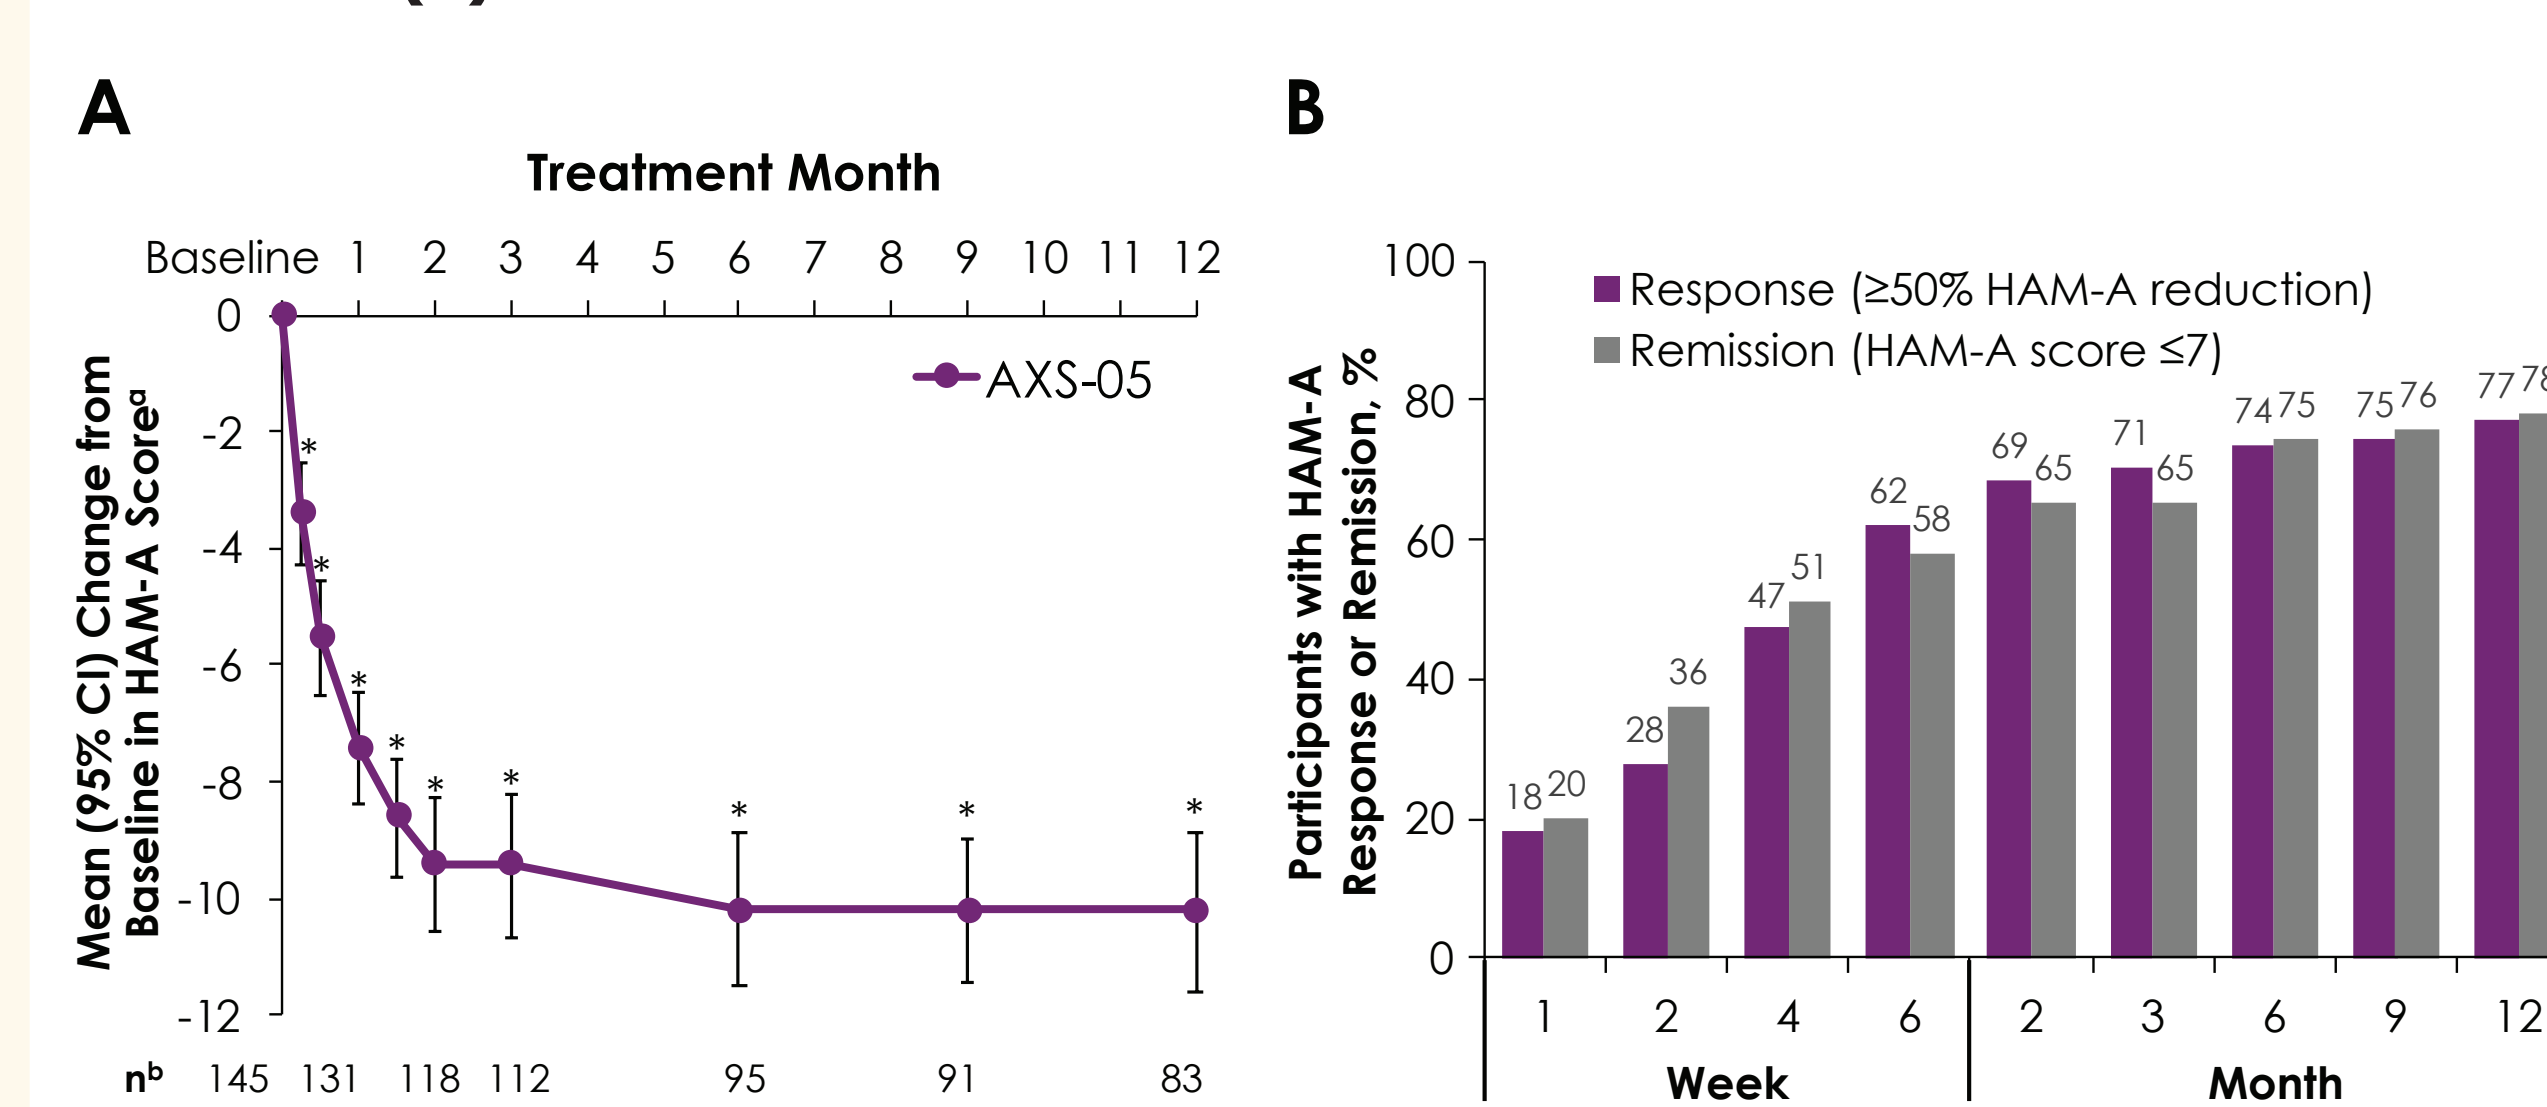 A
Treatment Month
Baseline 1 2 3 4 5 6 7 8 9 10 11 12
0
-2
-4
-6
-8
-10
-12
Mean (95% CI) Change from
Baseline in HAM-A Scoreᵃ
AXS-05
*
*
*
*
*
*
*
*
*
nᵇ 145 131 118 112 95 91 83
B
Participants with HAM-A
Response or Remission, %
100
80
60
40
20
0
Response (≥50% HAM-A reduction)
Remission (HAM-A score ≤7)
18 20
28 36
47 51
62 58
69 65
71 65
74 75
75 76
77 78
1 2 4 6 2 3 6 9 12
Week Month